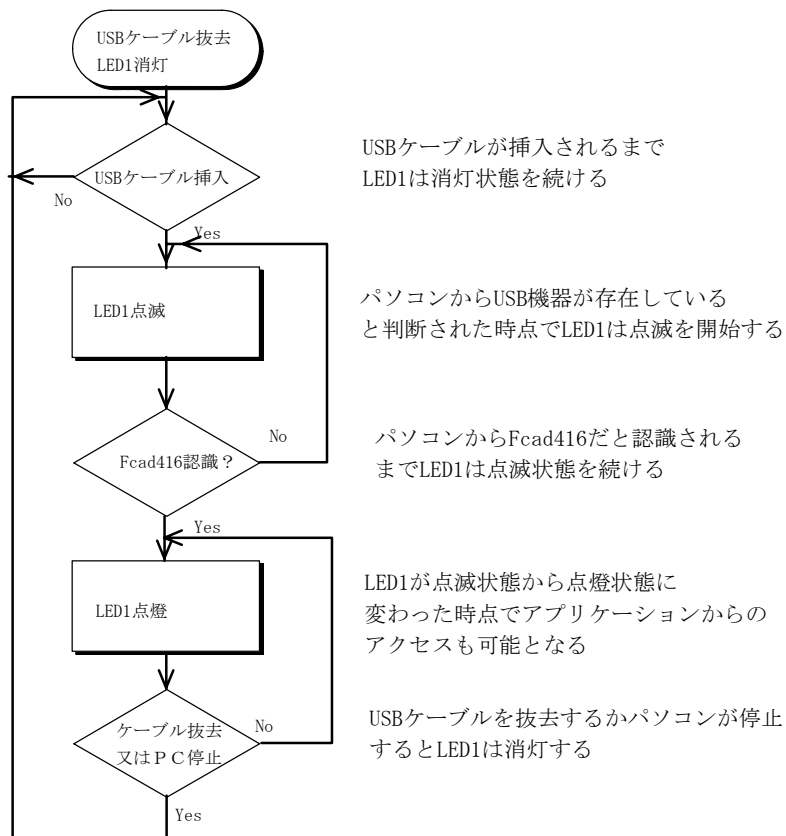 USBケーブル抜去
LED1消灯
USBケーブル挿入
No
Yes
USBケーブルが挿入されるまで
LED1は消灯状態を続ける
LED1点滅
パソコンからUSB機器が存在している
と判断された時点でLED1は点滅を開始する
Fcad416認識？
No
Yes
パソコンからFcad416だと認識される
までLED1は点滅状態を続ける
LED1点燈
LED1が点滅状態から点燈状態に
変わった時点でアプリケーションからの
アクセスも可能となる
ケーブル抜去
又はＰＣ停止
No
Yes
USBケーブルを抜去するかパソコンが停止
するとLED1は消灯する